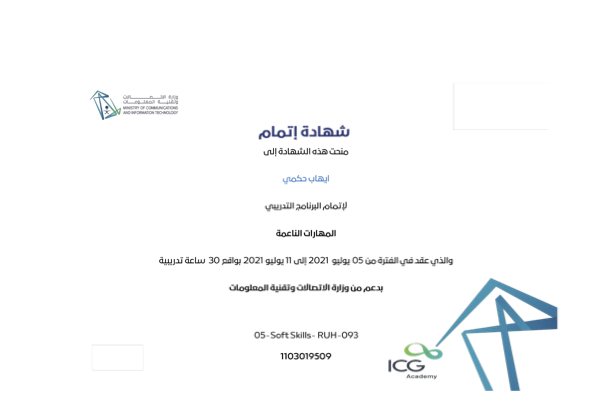 وزارة الاتصالات
وتقنية المعلومات
MINISTRY OF COMMUNICATIONS
AND INFORMATION TECHNOLOGY
شهادة إتمام
منحت هذه الشهادة إلى
ايهاب حكمي
لإتمام البرنامج التدريبي
المهارات الناعمة
والذي عقد في الفترة من 05 يوليو 2021 إلى 11 يوليو 2021 بواقع 30 ساعة تدريبية
بدعم من وزارة الاتصالات وتقنية المعلومات
05-Soft Skills- RUH-093
1103019509
ICG
Academy